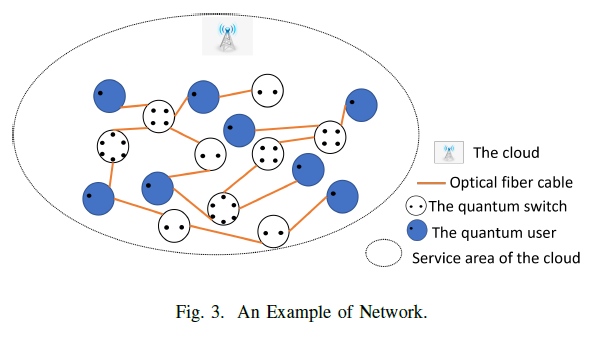 The cloud
Optical fiber cable
The quantum switch
The quantum user
Service area of the cloud
Fig. 3. An Example of Network.